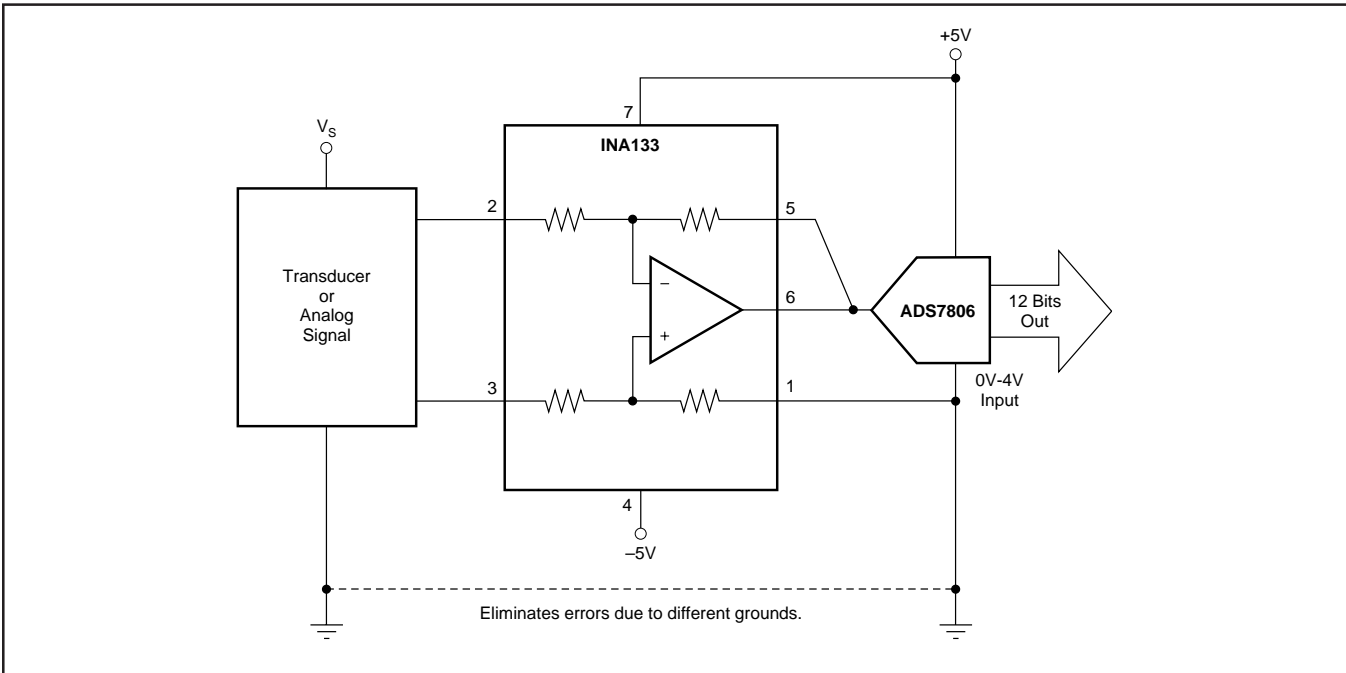 +5V
7
V_S
INA133
2
5
Transducer
or
Analog
Signal
−
6
ADS7806
12 Bits
Out
+
3
1
0V-4V
Input
4
–5V
Eliminates errors due to different grounds.